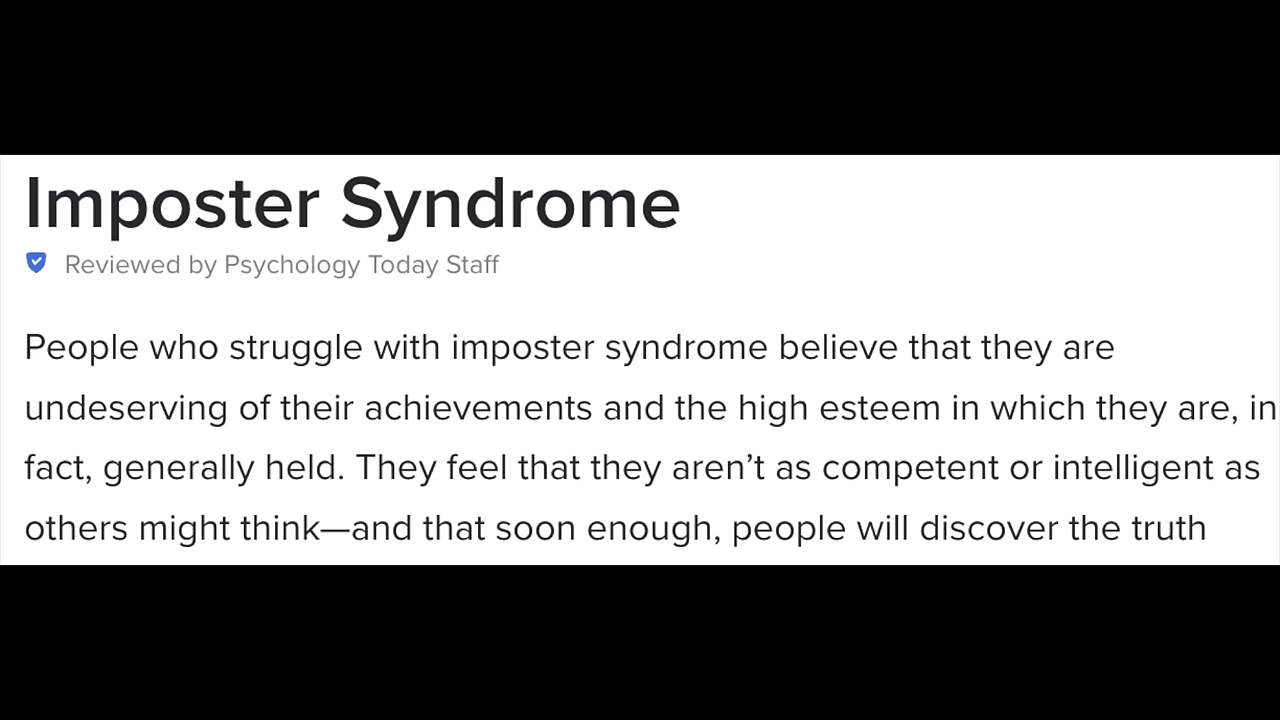 Imposter Syndrome
Reviewed by Psychology Today Staff
People who struggle with imposter syndrome believe that they are
undeserving of their achievements and the high esteem in which they are, in
fact, generally held. They feel that they aren’t as competent or intelligent as
others might think—and that soon enough, people will discover the truth